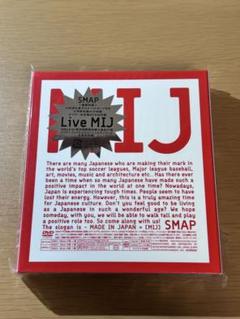 SMAP
Live MIJ
MIJ
There are many Japanese who are making their mark in
the world's top soccer leagues, Major league baseball,
art, movies, music and architecture etc. Has there ever
been a time when so many Japanese have made such a
positive impact in the world at one time? Nowadays,
Japan is experiencing tough times. People seem to have
lost their energy. However, this is a truly amazing time
for Japanese culture. Don't you feel good to be living
as a Japanese in such a wonderful age? We hope
someday, with you, we will be able to walk tall and play
a positive role too. So come along with us!
The slogan is - MADE IN JAPAN = [MIJ] SMAP
DVD